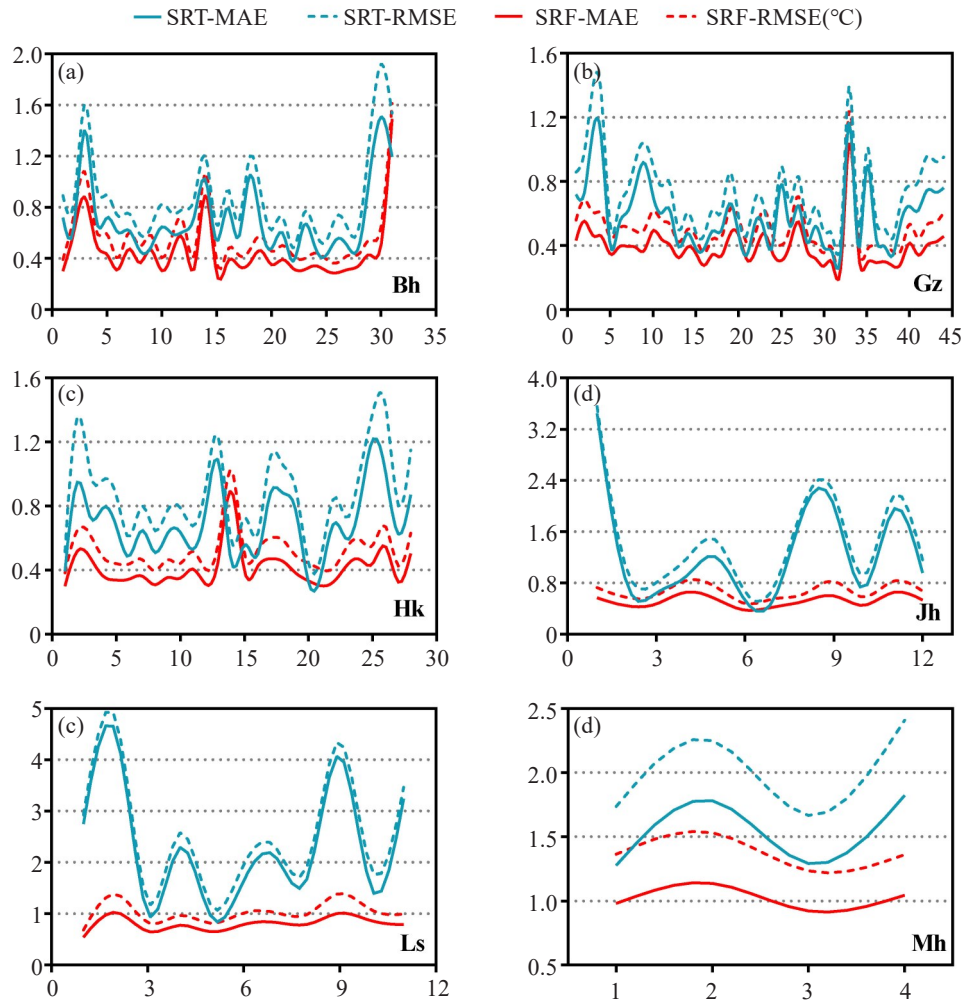 SRT-MAE SRT-RMSE SRF-MAE SRF-RMSE(°C)
(a) (b)
2.0 1.6 1.2 0.8 0.4 0
Bh
0 5 10 15 20 25 30 35
1.6 1.2 0.8 0.4 0
Gz
0 5 10 15 20 25 30 35 40 45
(c) (d)
1.6 1.2 0.8 0.4 0
Hk
0 5 10 15 20 25 30
4.0 3.2 2.4 1.6 0.8 0
Jh
0 3 6 9 12
(c) (d)
5 4 3 2 1 0
Ls
0 3 6 9 12
2.5 2.0 1.5 1.0 0.5
Mh
1 2 3 4